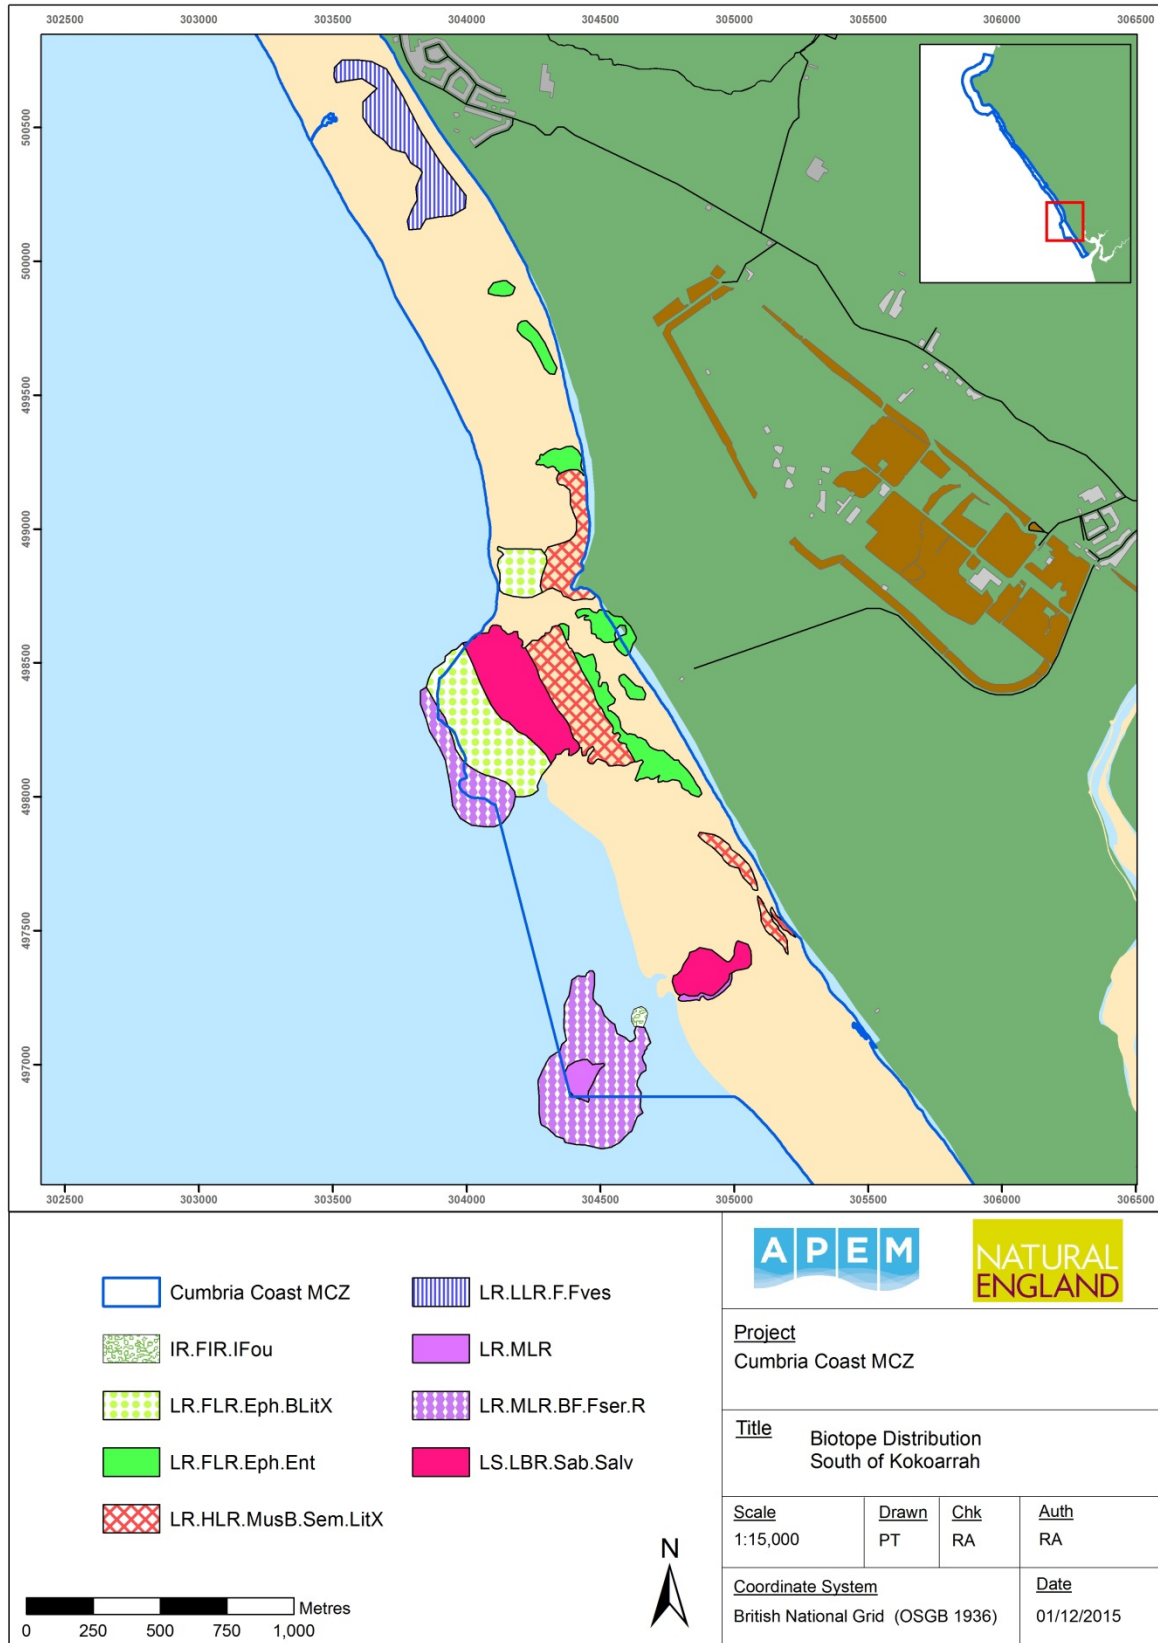 302500 303000 303500 304000 304500 305000 305500 306000 306500
500500
500000
499500
499000
498500
498000
497500
497000
302500 303000 303500 304000 304500 305000 305500 306000 306500
Cumbria Coast MCZ
IR.FIR.IFou
LR.FLR.Eph.BLitX
LR.FLR.Eph.Ent
LR.HLR.MusB.Sem.LitX
LR.LLR.F.Fves
LR.MLR
LR.MLR.BF.Fser.R
LS.LBR.Sab.Salv
N
Metres
0 250 500 750 1,000
APEM
NATURAL
ENGLAND
Project
Cumbria Coast MCZ
Title
Biotope Distribution
South of Kokoarrah
Scale
1:15,000
Drawn
PT
Chk
RA
Auth
RA
Coordinate System
British National Grid (OSGB 1936)
Date
01/12/2015